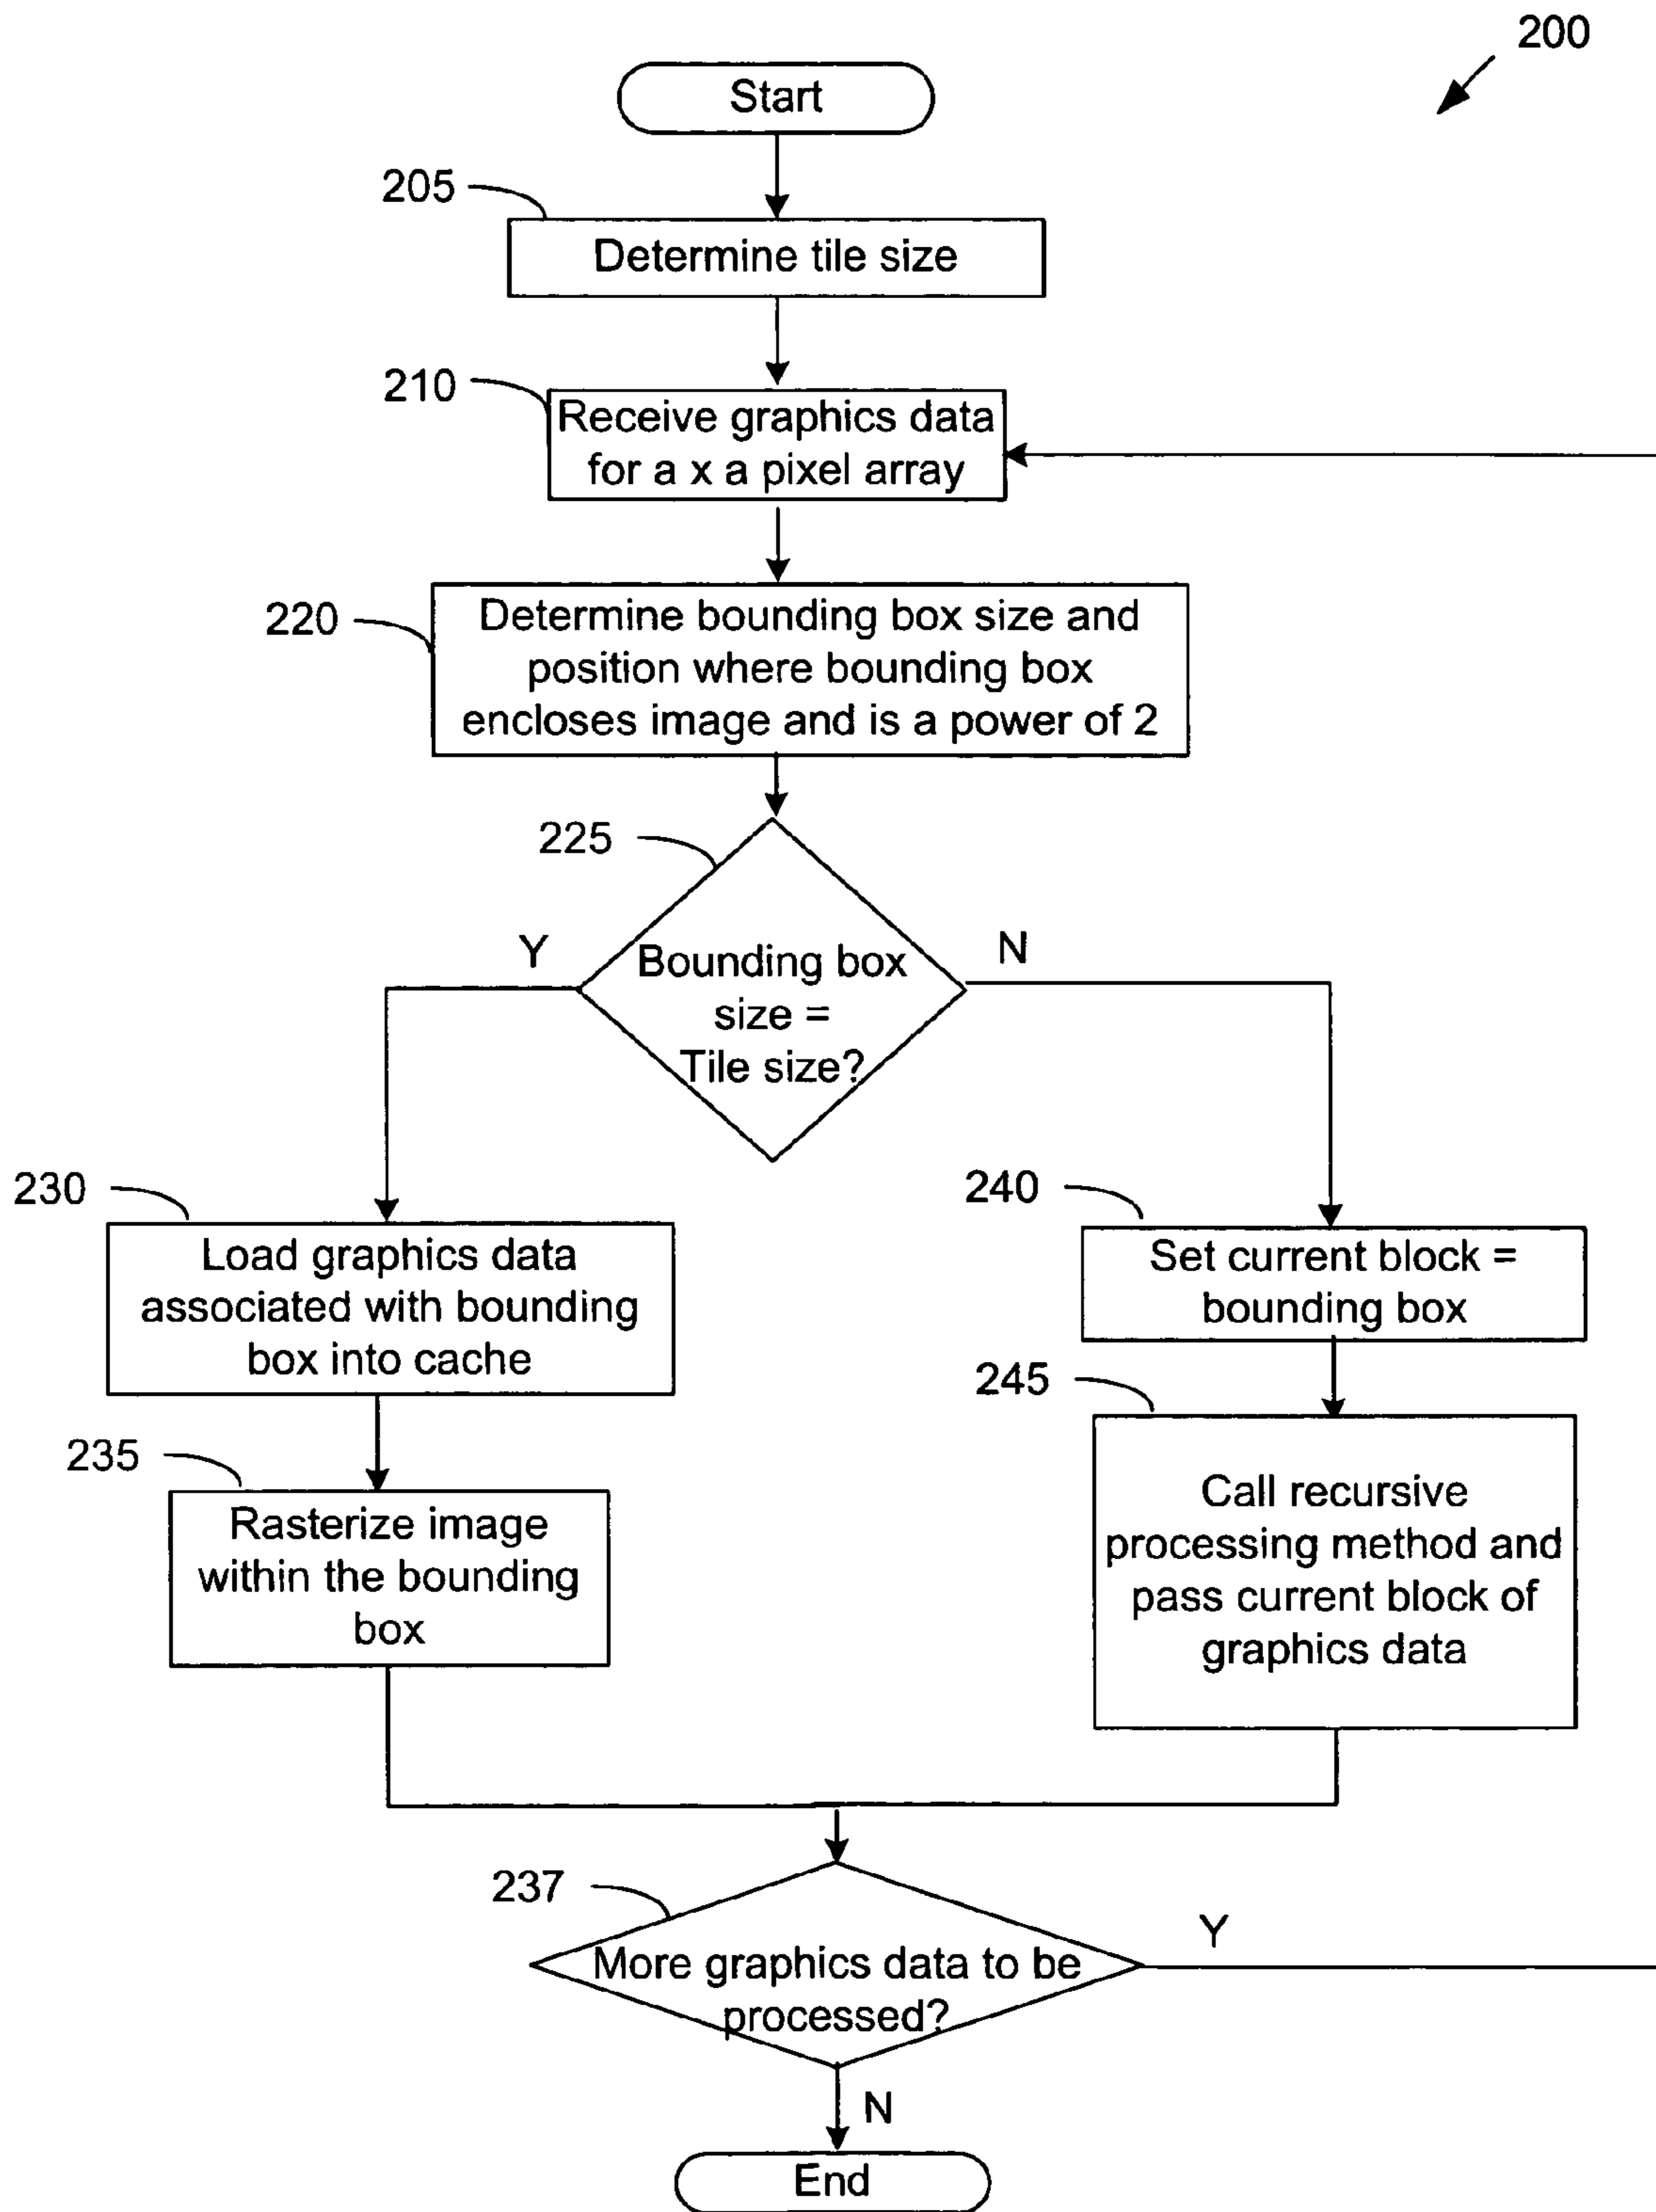 200
Start
205
Determine tile size
210
Receive graphics data
for a x a pixel array
220
Determine bounding box size and
position where bounding box
encloses image and is a power of 2
225
Y
N
Bounding box
size =
Tile size?
230
Load graphics data
associated with bounding
box into cache
240
Set current block =
bounding box
235
Rasterize image
within the bounding
box
245
Call recursive
processing method and
pass current block of
graphics data
237
More graphics data to be
processed?
Y
N
End